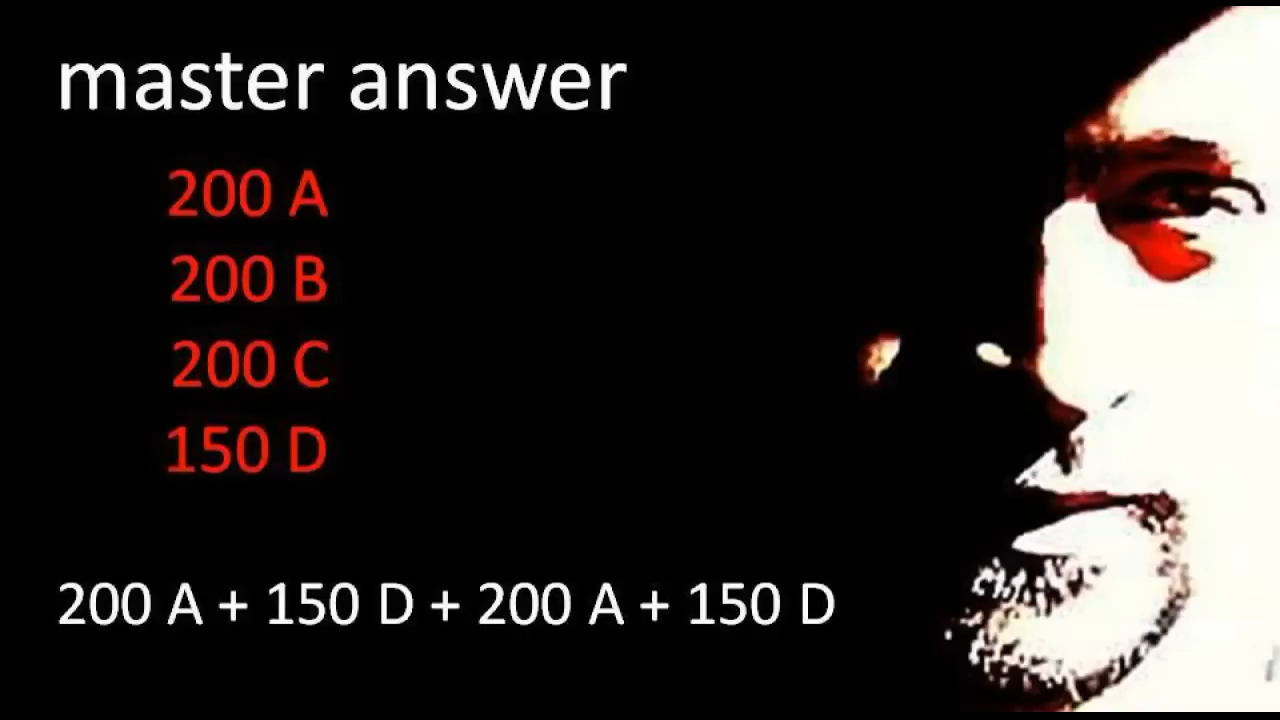 master answer
200 A
200 B
200 C
150 D
200 A + 150 D + 200 A + 150 D